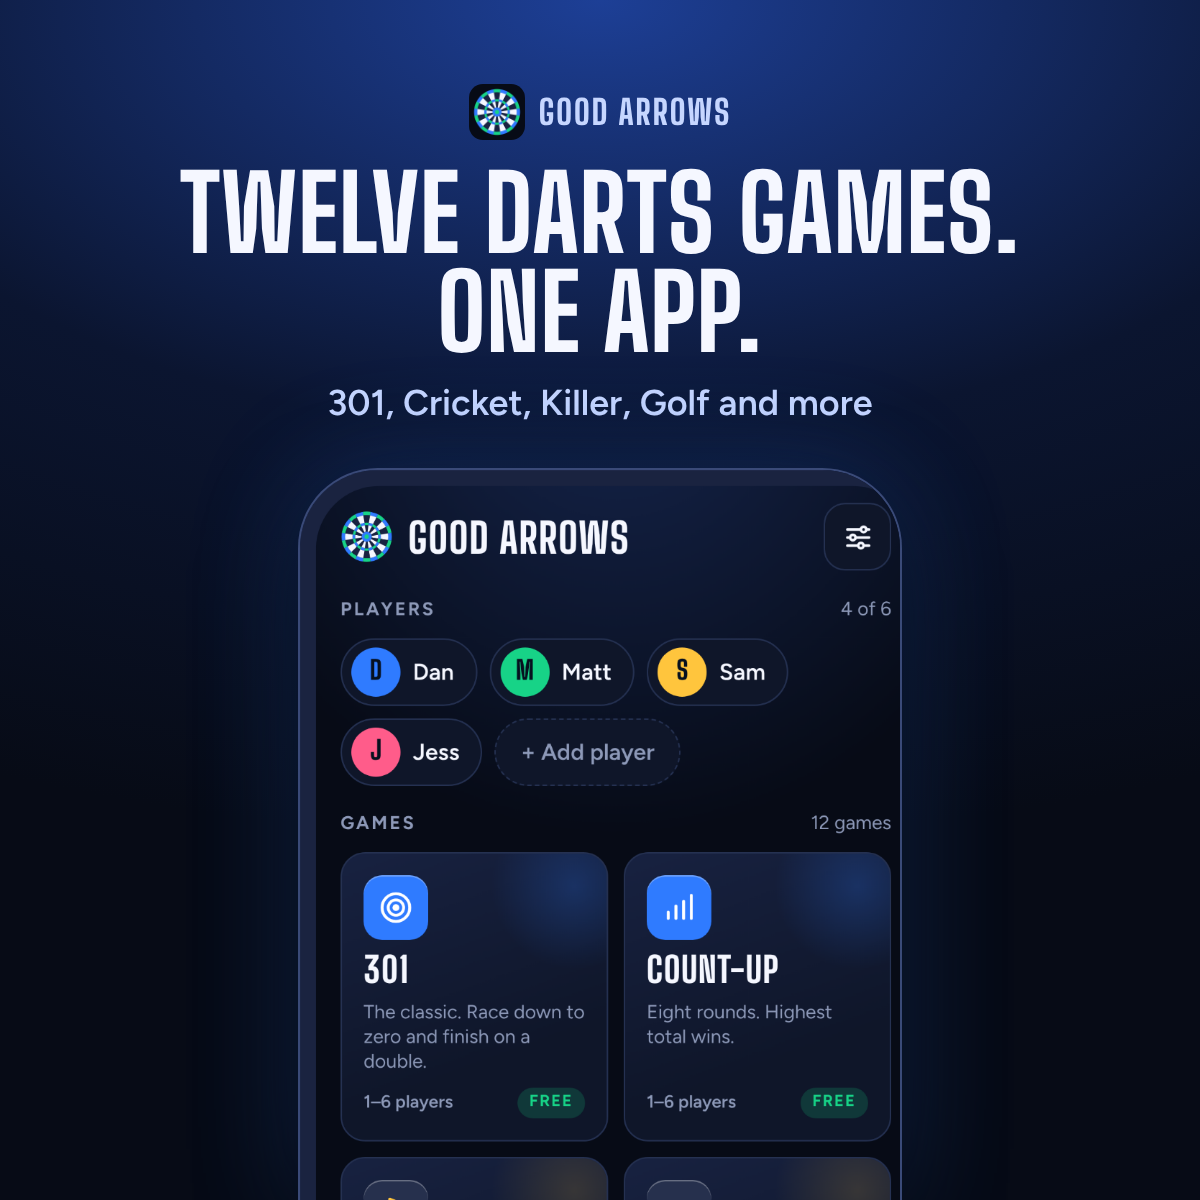 GOOD ARROWS
TWELVE DARTS GAMES.
ONE APP.
301, Cricket, Killer, Golf and more
GOOD ARROWS
PLAYERS 4 of 6
D Dan M Matt S Sam
J Jess + Add player
GAMES 12 games
301
The classic. Race down to
zero and finish on a
double.
1–6 players FREE
COUNT-UP
Eight rounds. Highest
total wins.
1–6 players FREE